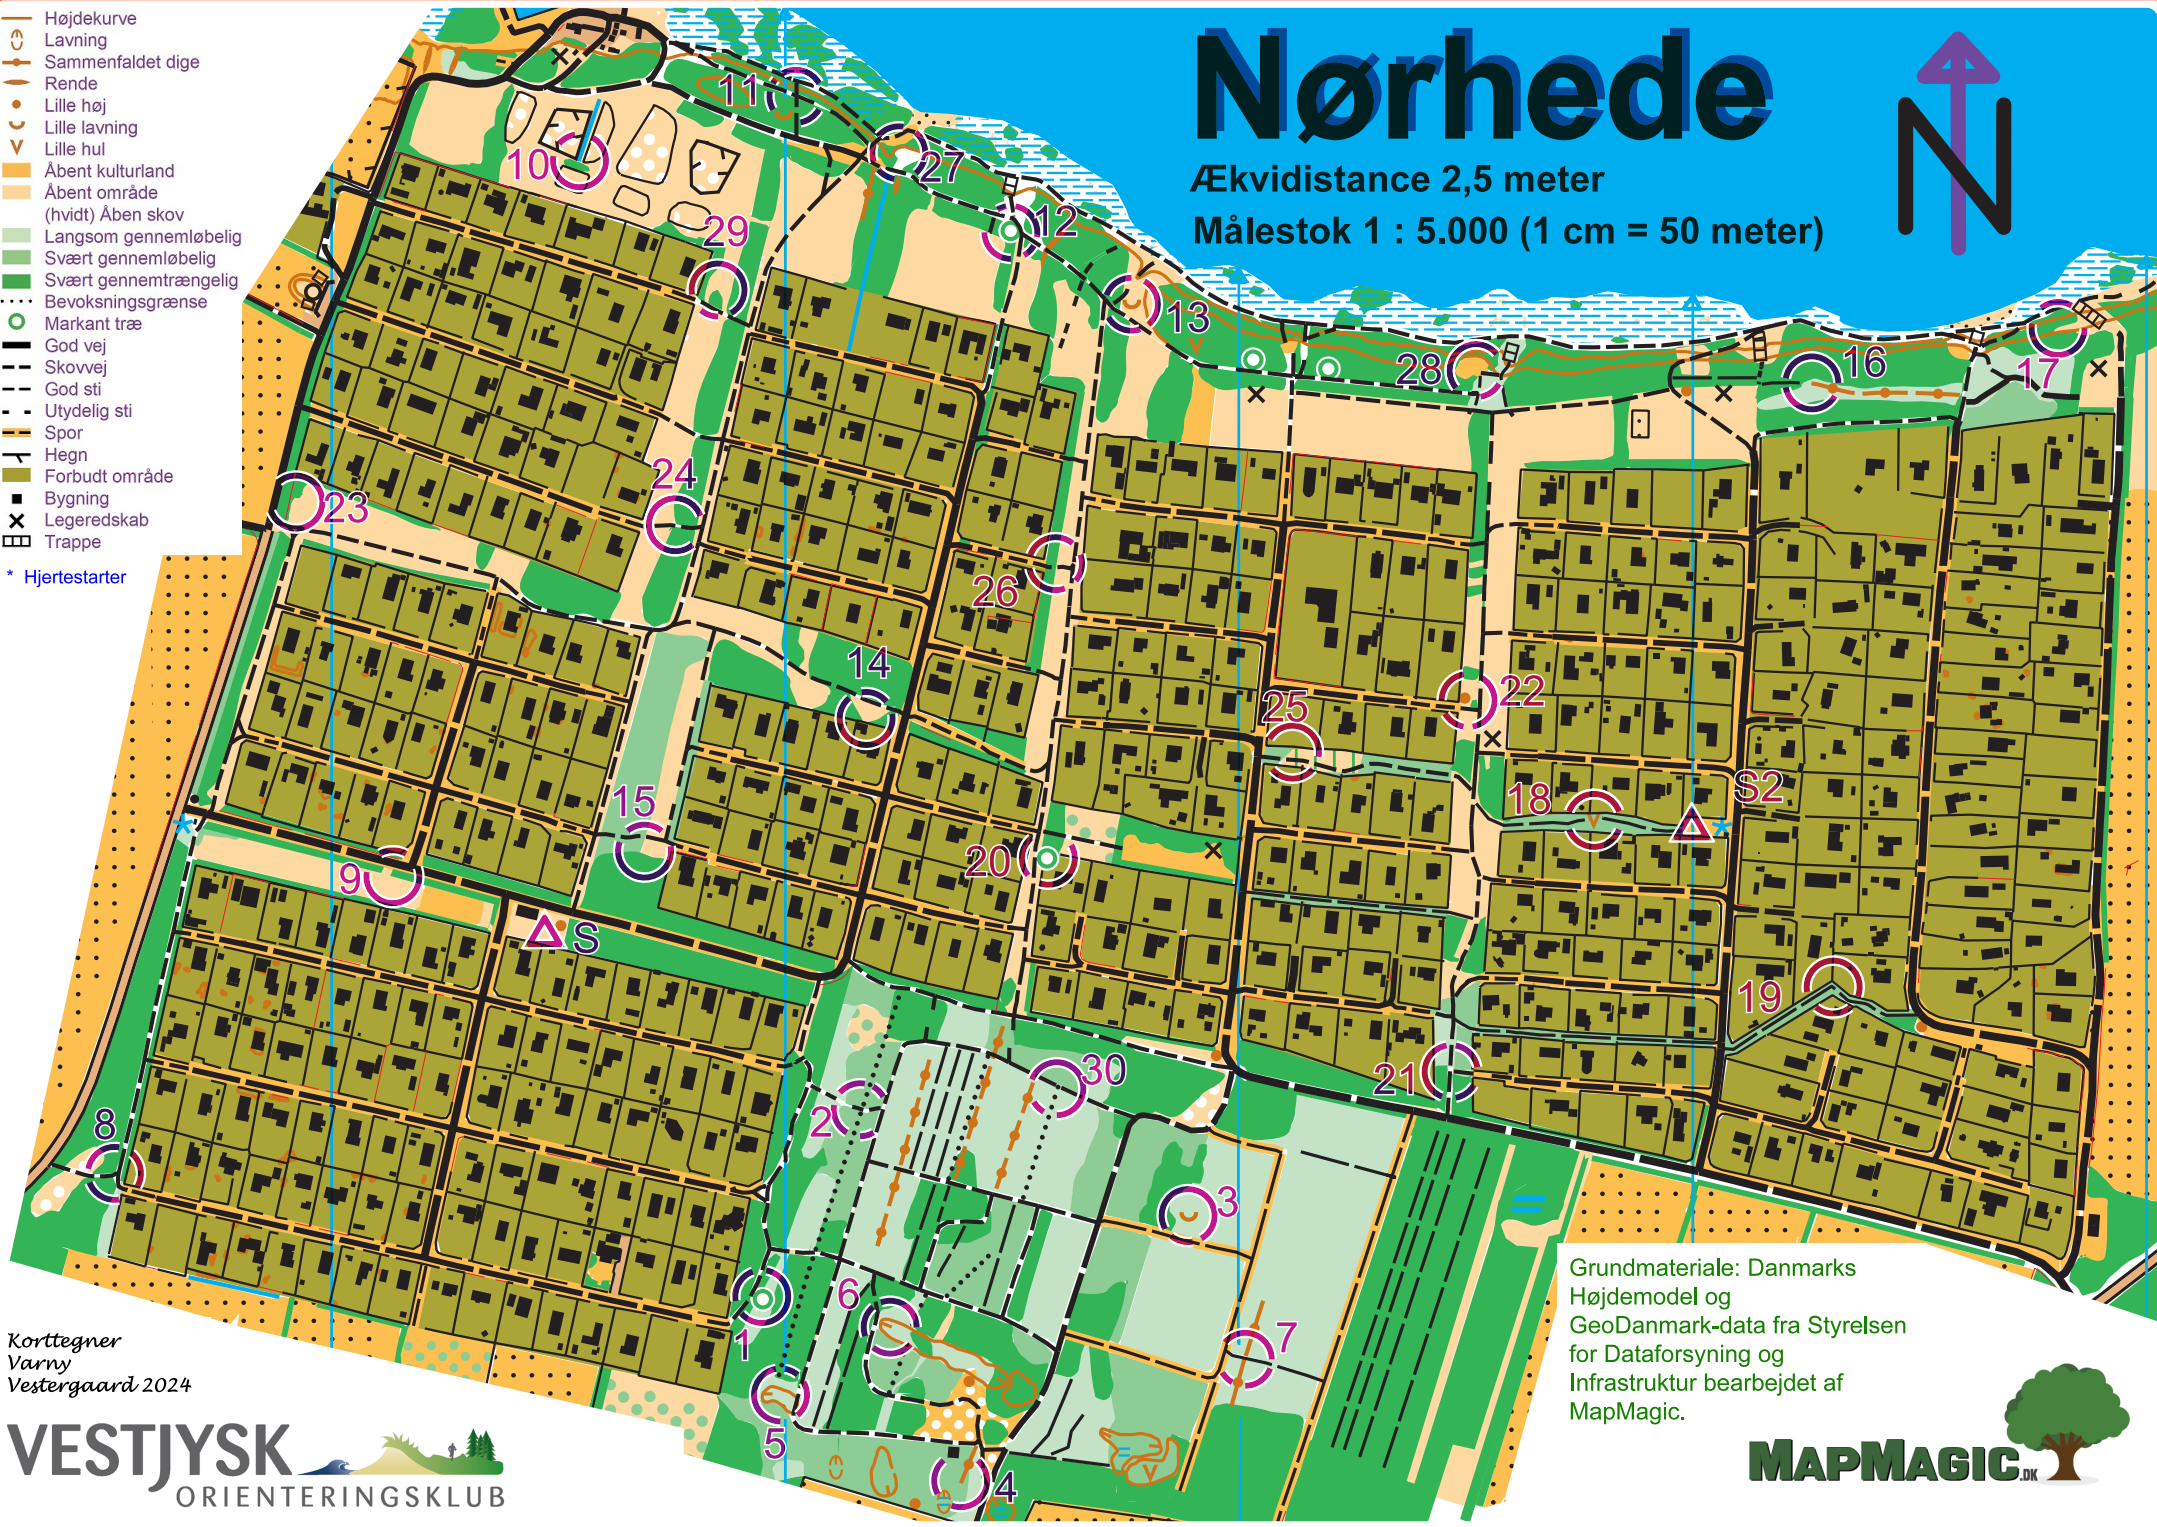 Højdekurve
Lavning
Sammenfaldet dige
Rende
Lille høj
Lille lavning
Lille hul
Åbent kulturland
Åbent område
(hvidt) Åben skov
Langsom gennemløbelig
Svært gennemløbelig
Svært gennemtrængelig
Bevoksningsgrænse
Markant træ
God vej
Skovvej
God sti
Utydelig sti
Spor
Hegn
Forbudt område
Bygning
Legeredskab
Trappe
* Hjertestarter
Nørhede
Ækvidistance 2,5 meter
Målestok 1 : 5.000 (1 cm = 50 meter)
N
11
27
10
12
29
13
28
16
17
24
23
26
14
22
25
15
S2
18
20
9
S
19
21
30
2
8
3
6
7
1
5
4
Korttegner
Varny
Vestergaard 2024
VESTJYSK
ORIENTERINGSKLUB
Grundmateriale: Danmarks
Højdemodel og
GeoDanmark-data fra Styrelsen
for Dataforsyning og
Infrastruktur bearbejdet af
MapMagic.
MAPMAGIC.DK